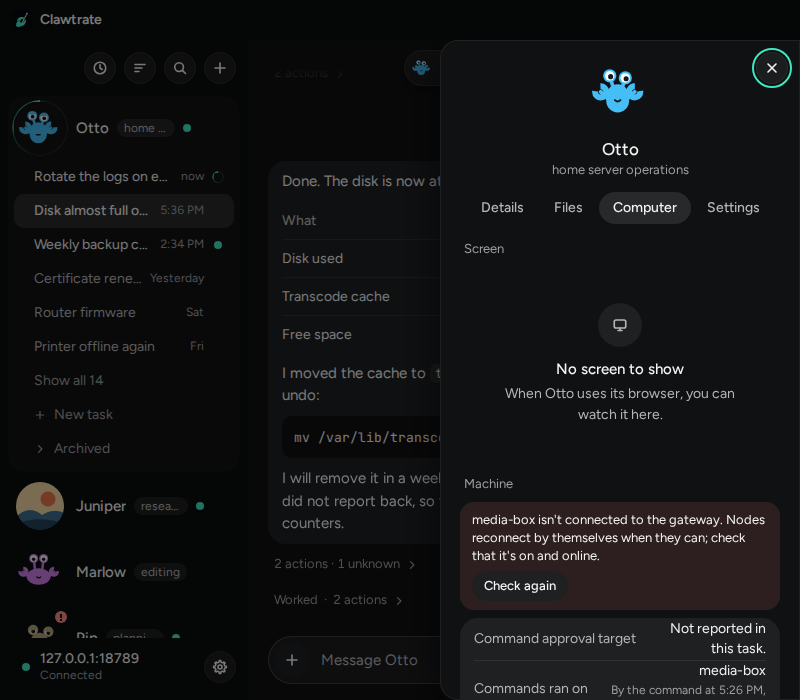 Clawtrate
Otto
home ...
Rotate the logs on e...
now
Disk almost full o...
5:36 PM
Weekly backup c...
2:34 PM
Certificate rene...
Yesterday
Router firmware
Sat
Printer offline again
Fri
Show all 14
+ New task
Archived
Juniper
resea...
Marlow
editing
Pip
planni...
127.0.0.1:18789
Connected
2 actions
Done. The disk is now at
What
Disk used
Transcode cache
Free space
I moved the cache to
undo:
mv /var/lib/transco
I will remove it in a week
did not report back, so
counters.
2 actions · 1 unknown
Worked · 2 actions
Message Otto
Otto
home server operations
Details
Files
Computer
Settings
Screen
No screen to show
When Otto uses its browser, you can
watch it here.
Machine
media-box isn't connected to the gateway. Nodes
reconnect by themselves when they can; check
that it's on and online.
Check again
Command approval target
Not reported in
this task.
Commands ran on
media-box
By the command at 5:26 PM,